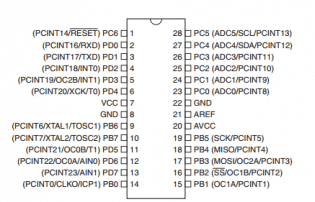 (PCINT14/RESET) PC6 1 28 PC5 (ADC5/SCL/PCINT13)
(PCINT16/RXD) PD0 2 27 PC4 (ADC4/SDA/PCINT12)
(PCINT17/TXD) PD1 3 26 PC3 (ADC3/PCINT11)
(PCINT18/INT0) PD2 4 25 PC2 (ADC2/PCINT10)
(PCINT19/OC2B/INT1) PD3 5 24 PC1 (ADC1/PCINT9)
(PCINT20/XCK/T0) PD4 6 23 PC0 (ADC0/PCINT8)
VCC 7 22 GND
GND 8 21 AREF
(PCINT6/XTAL1/TOSC1) PB6 9 20 AVCC
(PCINT7/XTAL2/TOSC2) PB7 10 19 PB5 (SCK/PCINT5)
(PCINT21/OC0B/T1) PD5 11 18 PB4 (MISO/PCINT4)
(PCINT22/OC0A/AIN0) PD6 12 17 PB3 (MOSI/OC2A/PCINT3)
(PCINT23/AIN1) PD7 13 16 PB2 (SS/OC1B/PCINT2)
(PCINT0/CLKO/ICP1) PB0 14 15 PB1 (OC1A/PCINT1)